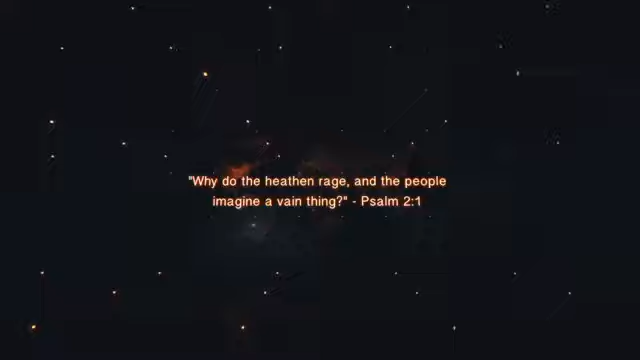 "Why do the heathen rage, and the people
imagine a vain thing?" - Psalm 2:1